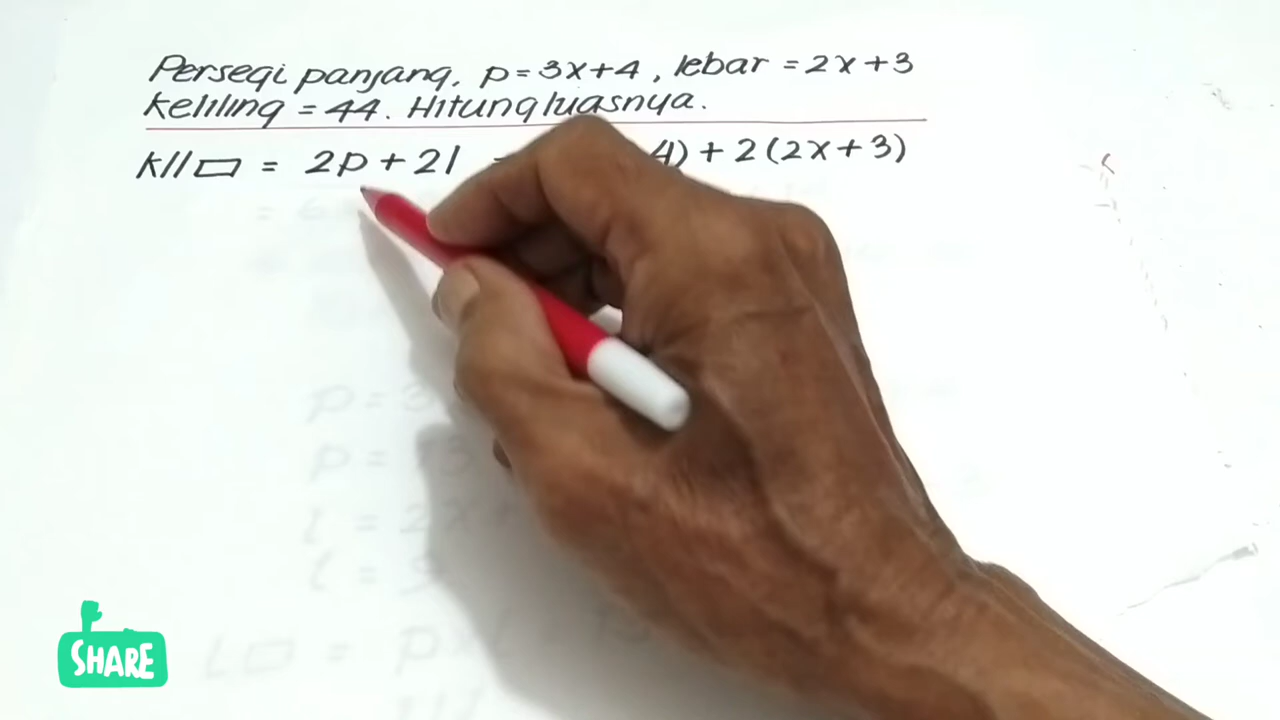 Persegi panjang, p = 3x + 4, lebar = 2x + 3
Keliling = 44. Hitung luasnya.
Kll ▭ = 2p + 2l 4) + 2(2x + 3)
SHARE